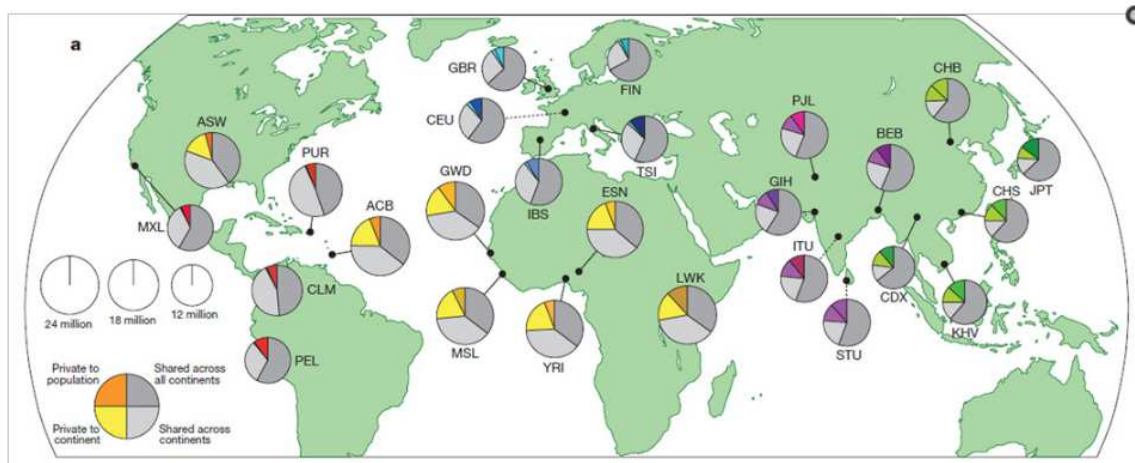 a
GBR
FIN
CHB
CEU
PJL
ASW
BEB
PUR
TSI
GWD
ESN
JPT
IBS
GIH
CHS
ACB
MXL
ITU
LWK
CDX
CLM
24 million
18 million
12 million
KHV
MSL
YRI
STU
PEL
Private to
population
Shared across
all continents
Private to
continent
Shared across
continents